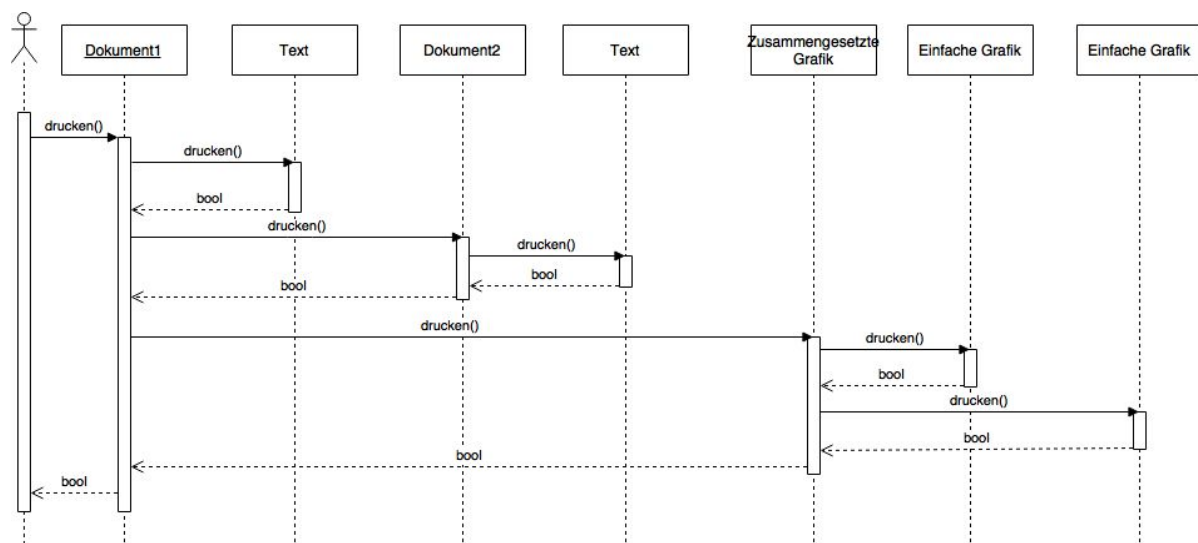 Dokument1
Text
Dokument2
Text
Zusammengesetzte
Grafik
Einfache Grafik
Einfache Grafik
drucken()
drucken()
bool
drucken()
drucken()
bool
bool
drucken()
drucken()
bool
drucken()
bool
bool
bool